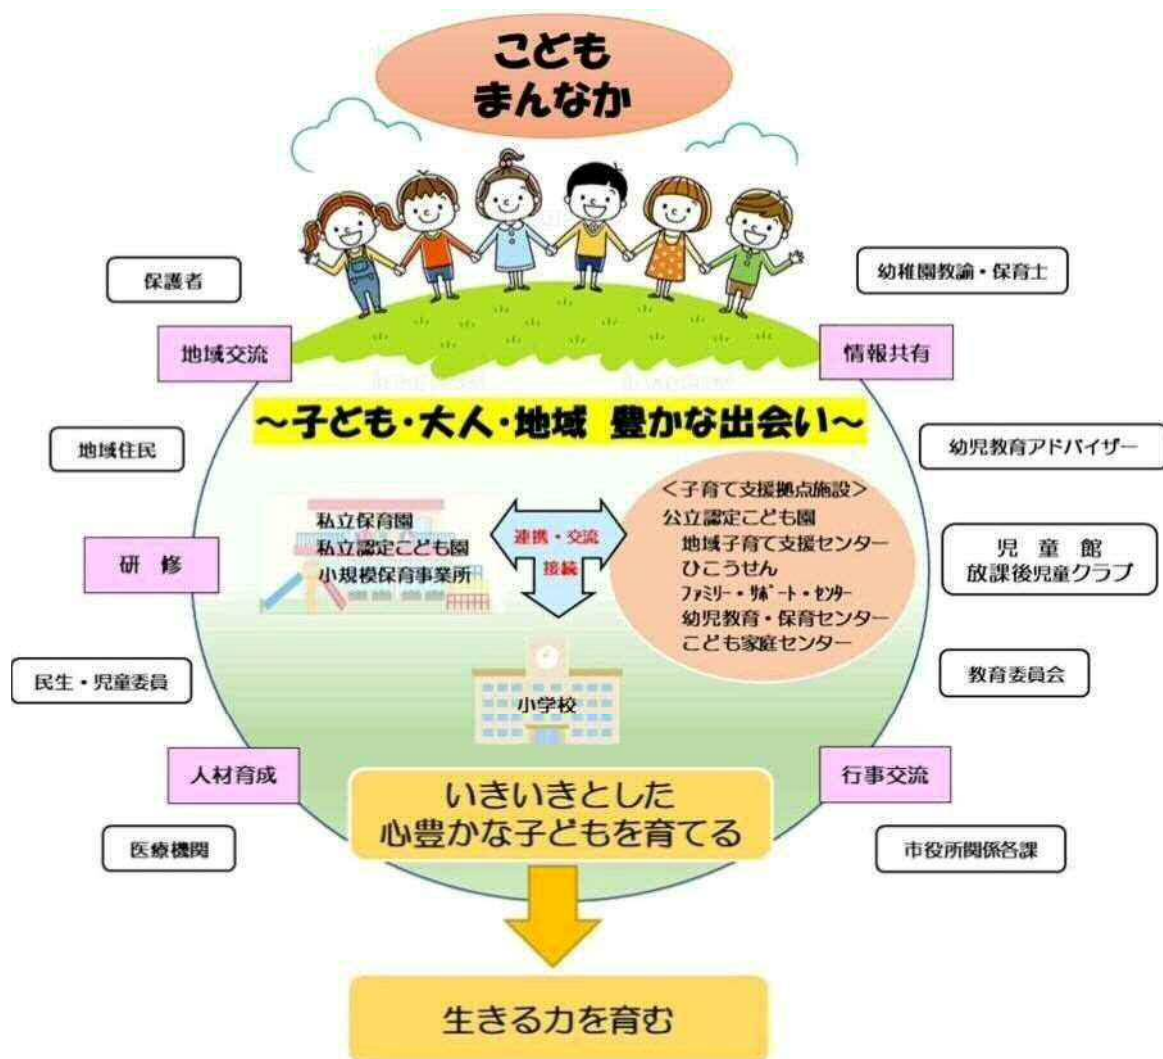 こども
まんなか
保護者
幼稚園教諭・保育士
地域交流
情報共有
～子ども・大人・地域 豊かな出会い～
地域住民
幼児教育アドバイザー
私立保育園
私立認定こども園
小規模保育事業所
連携・交流
接続
＜子育て支援拠点施設＞
公立認定こども園
地域子育て支援センター
ひこうせん
ﾌｧﾐﾘｰ・ｻﾎﾟｰﾄ・ｾﾝﾀｰ
幼児教育・保育センター
こども家庭センター
研　修
児　童　館
放課後児童クラブ
民生・児童委員
教育委員会
小学校
人材育成
行事交流
いきいきとした
心豊かな子どもを育てる
医療機関
市役所関係各課
生きる力を育む